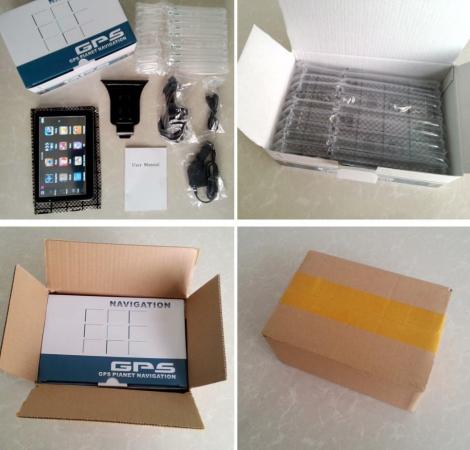 GPS
GPS PLANET NAVIGATION
User Manual
NAVIGATION
GPS
GPS PLANET NAVIGATION